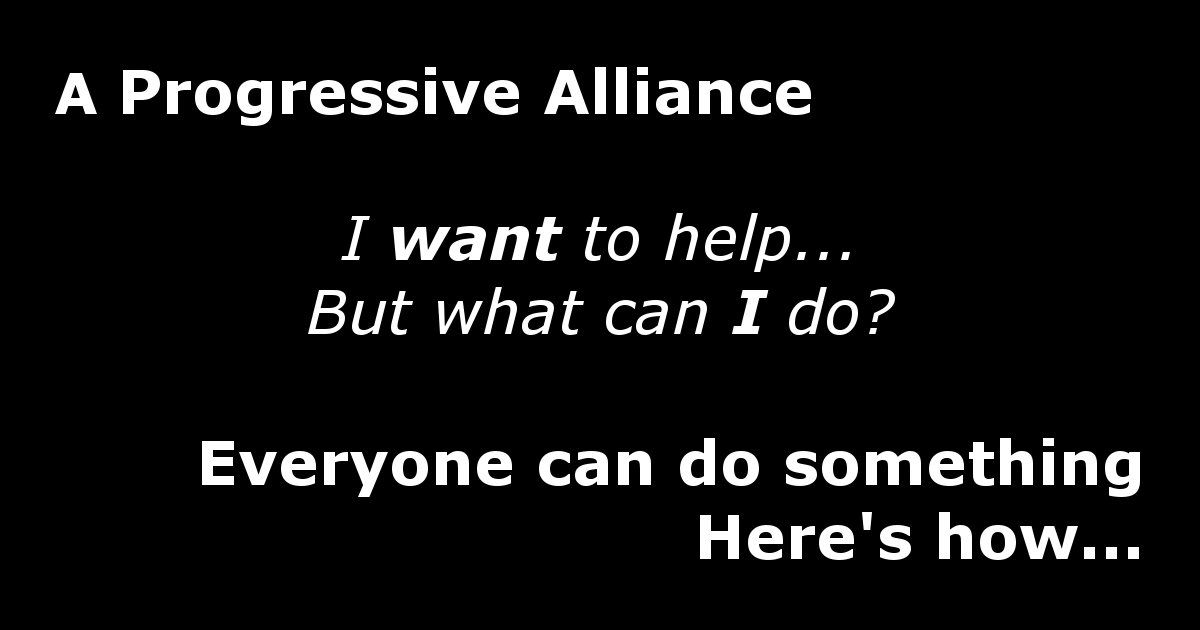 A Progressive Alliance
I want to help...
But what can I do?
Everyone can do something
Here's how...